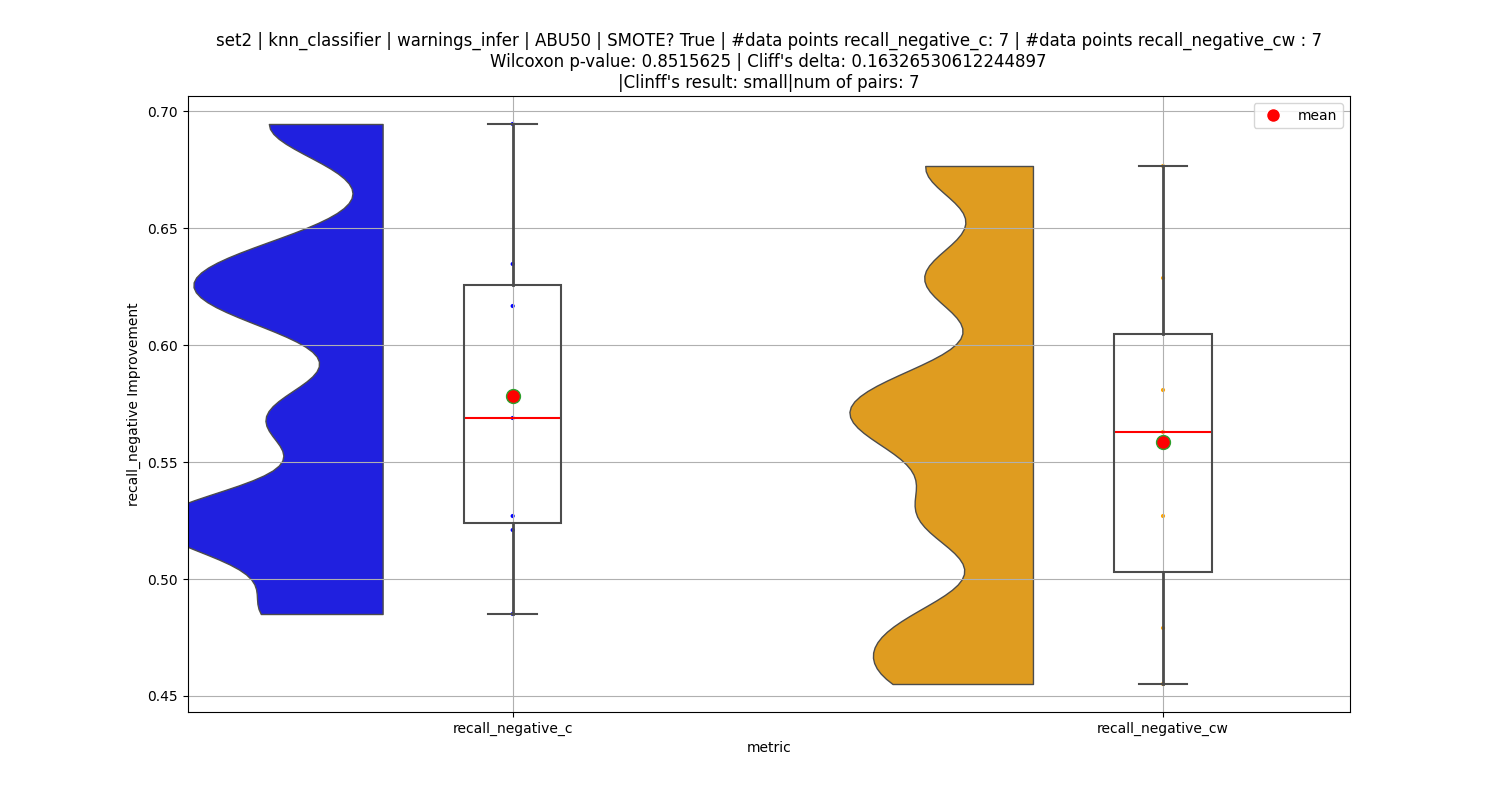 set2 | knn_classifier | warnings_infer | ABU50 | SMOTE? True | #data points recall_negative_c: 7 | #data points recall_negative_cw : 7
Wilcoxon p-value: 0.8515625 | Cliff's delta: 0.16326530612244897
|Clinff's result: small|num of pairs: 7
mean
0.70
0.65
0.60
0.55
0.50
0.45
recall_negative Improvement
recall_negative_c
recall_negative_cw
metric